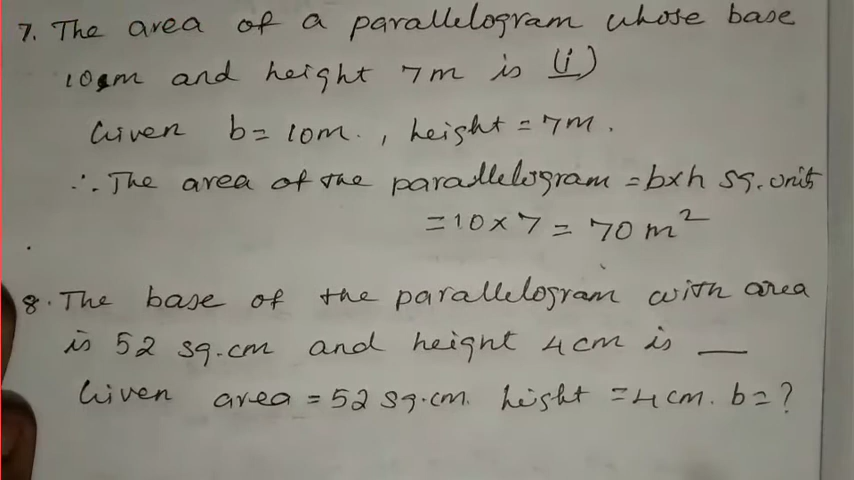 7. The area of a parallelogram whose base
10m and height 7m is (i)
Given b=10m., height=7m.
∴ The area of the parallelogram =b×h sq.units
=10×7=70 m²
8. The base of the parallelogram with area
is 52 sq.cm and height 4cm is __
Given area=52 sq.cm. height =4cm. b=?